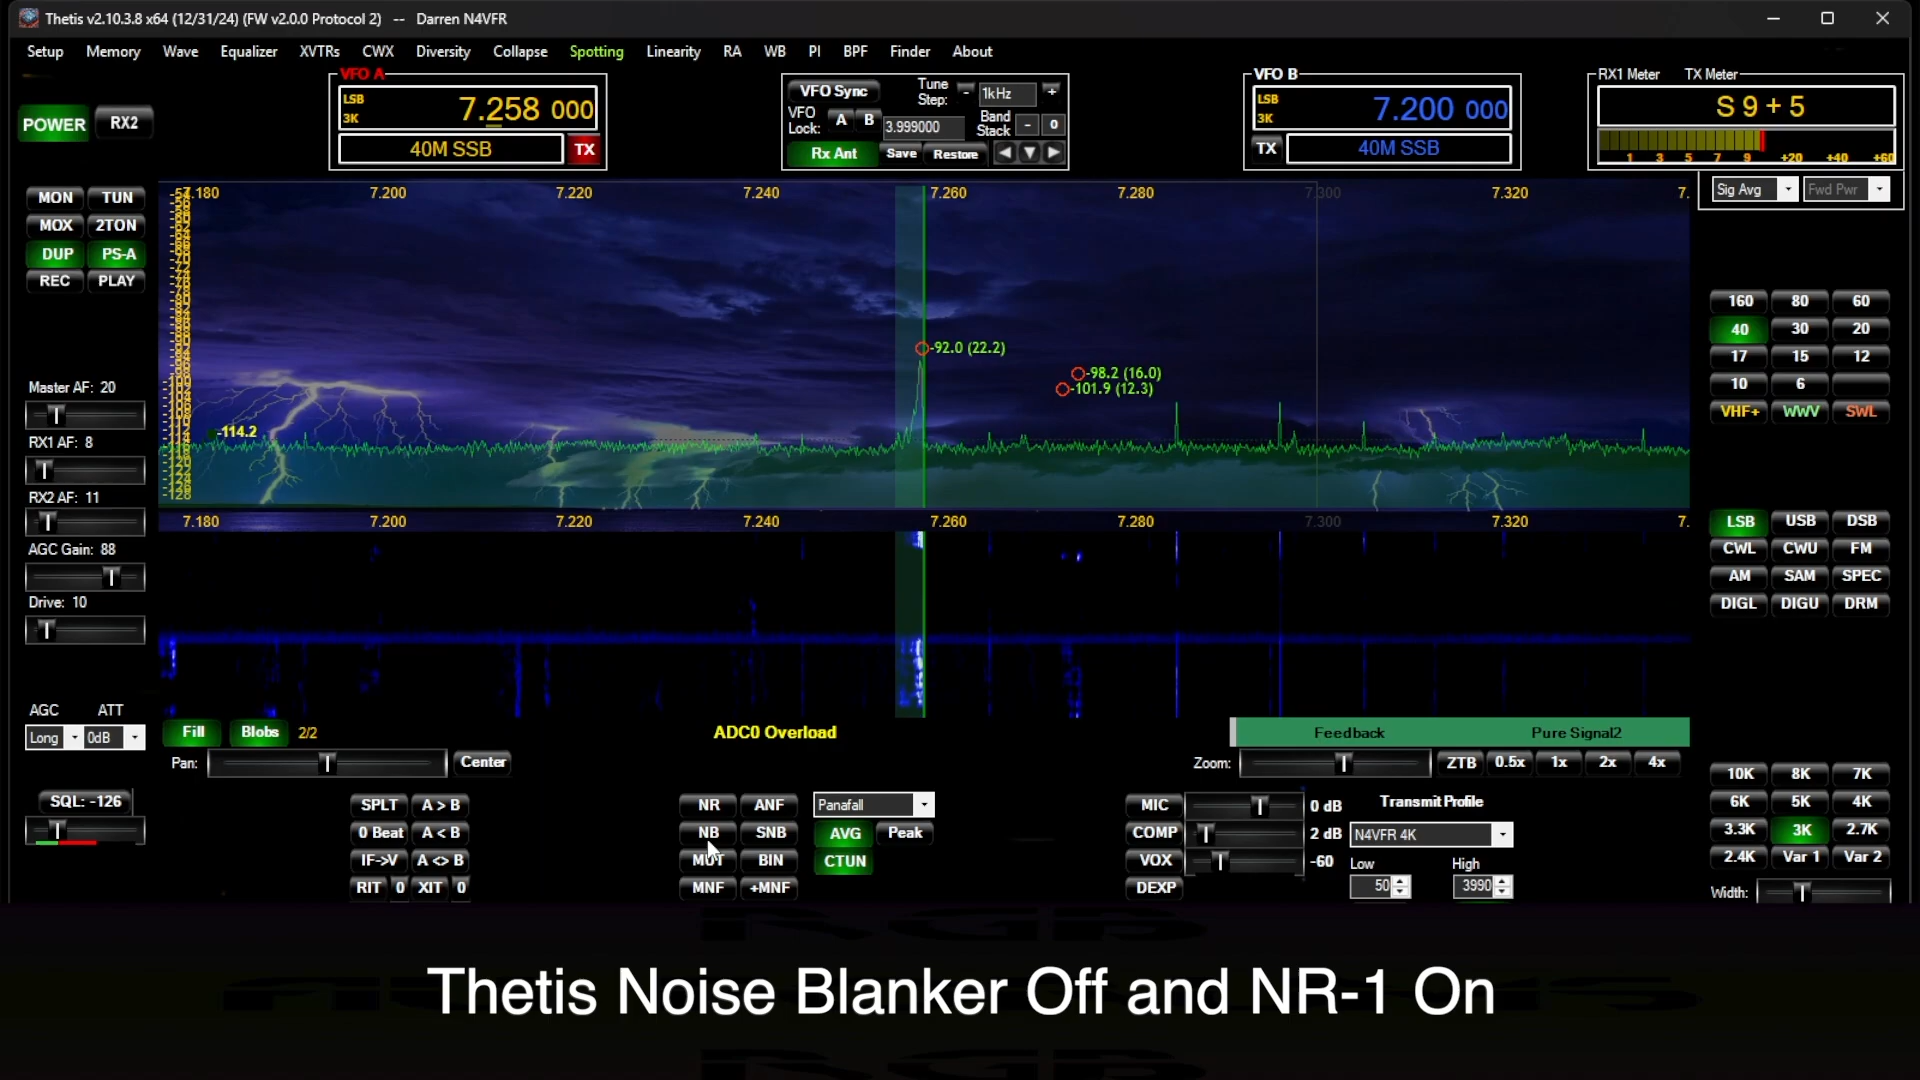 Thetis v2.10.3.8 x64 (12/31/24) (FW v2.0.0 Protocol 2) -- Darren N4VFR
Setup Memory Wave Equalizer XVTRs CWX Diversity Collapse Spotting Linearity RA WB PI BPF Finder About
POWER RX2
VFO A
LSB 3K 7.258 000
40M SSB TX
VFO Sync Tune Step: - 1kHz +
VFO Lock: A B 3.999000 Band Stack - 0
Rx Ant Save Restore
VFO B
LSB 3K 7.200 000
TX 40M SSB
RX1 Meter TX Meter
S 9 + 5
1 3 5 7 9 +20 +40 +60
Sig Avg Fwd Pwr
MON TUN
MOX 2TON
DUP PS-A
REC PLAY
7.180 7.200 7.220 7.240 7.260 7.280 7.300 7.320 7.
-92.0 (22.2)
-98.2 (16.0)
-101.9 (12.3)
-114.2
7.180 7.200 7.220 7.240 7.260 7.280 7.300 7.320 7.
Master AF: 20
RX1 AF: 8
RX2 AF: 11
AGC Gain: 88
Drive: 10
AGC ATT
Long 0dB
SQL: -126
160 80 60
40 30 20
17 15 12
10 6
VHF+ WWV SWL
LSB USB DSB
CWL CWU FM
AM SAM SPEC
DIGL DIGU DRM
Fill Blobs 2/2 ADC0 Overload Feedback Pure Signal2
Pan: Center Zoom: ZTB 0.5x 1x 2x 4x
SPLT A > B
0 Beat A < B
IF->V A <> B
RIT 0 XIT 0
NR ANF Panafall
NB SNB AVG Peak
MUT BIN CTUN
MNF +MNF
MIC 0 dB Transmit Profile
COMP 2 dB N4VFR 4K
VOX -60 Low High
DEXP 50 3990
10K 8K 7K
6K 5K 4K
3.3K 3K 2.7K
2.4K Var 1 Var 2
Width:
Thetis Noise Blanker Off and NR-1 On